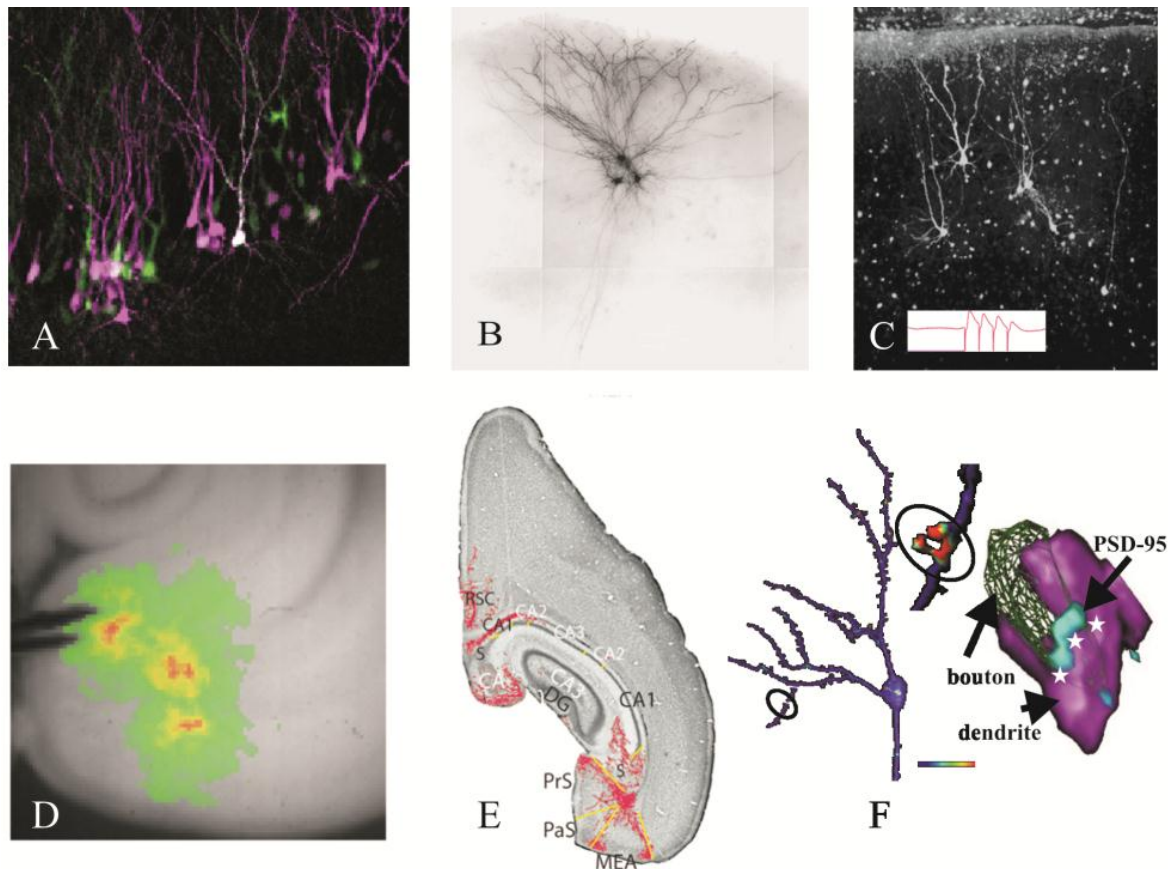 A
B
C
D
RSC
CA2
CA1
CA3
S
CA2
CA
CA3
DG
CA1
S
PrS
PaS
MEA
E
PSD-95
bouton
dendrite
F